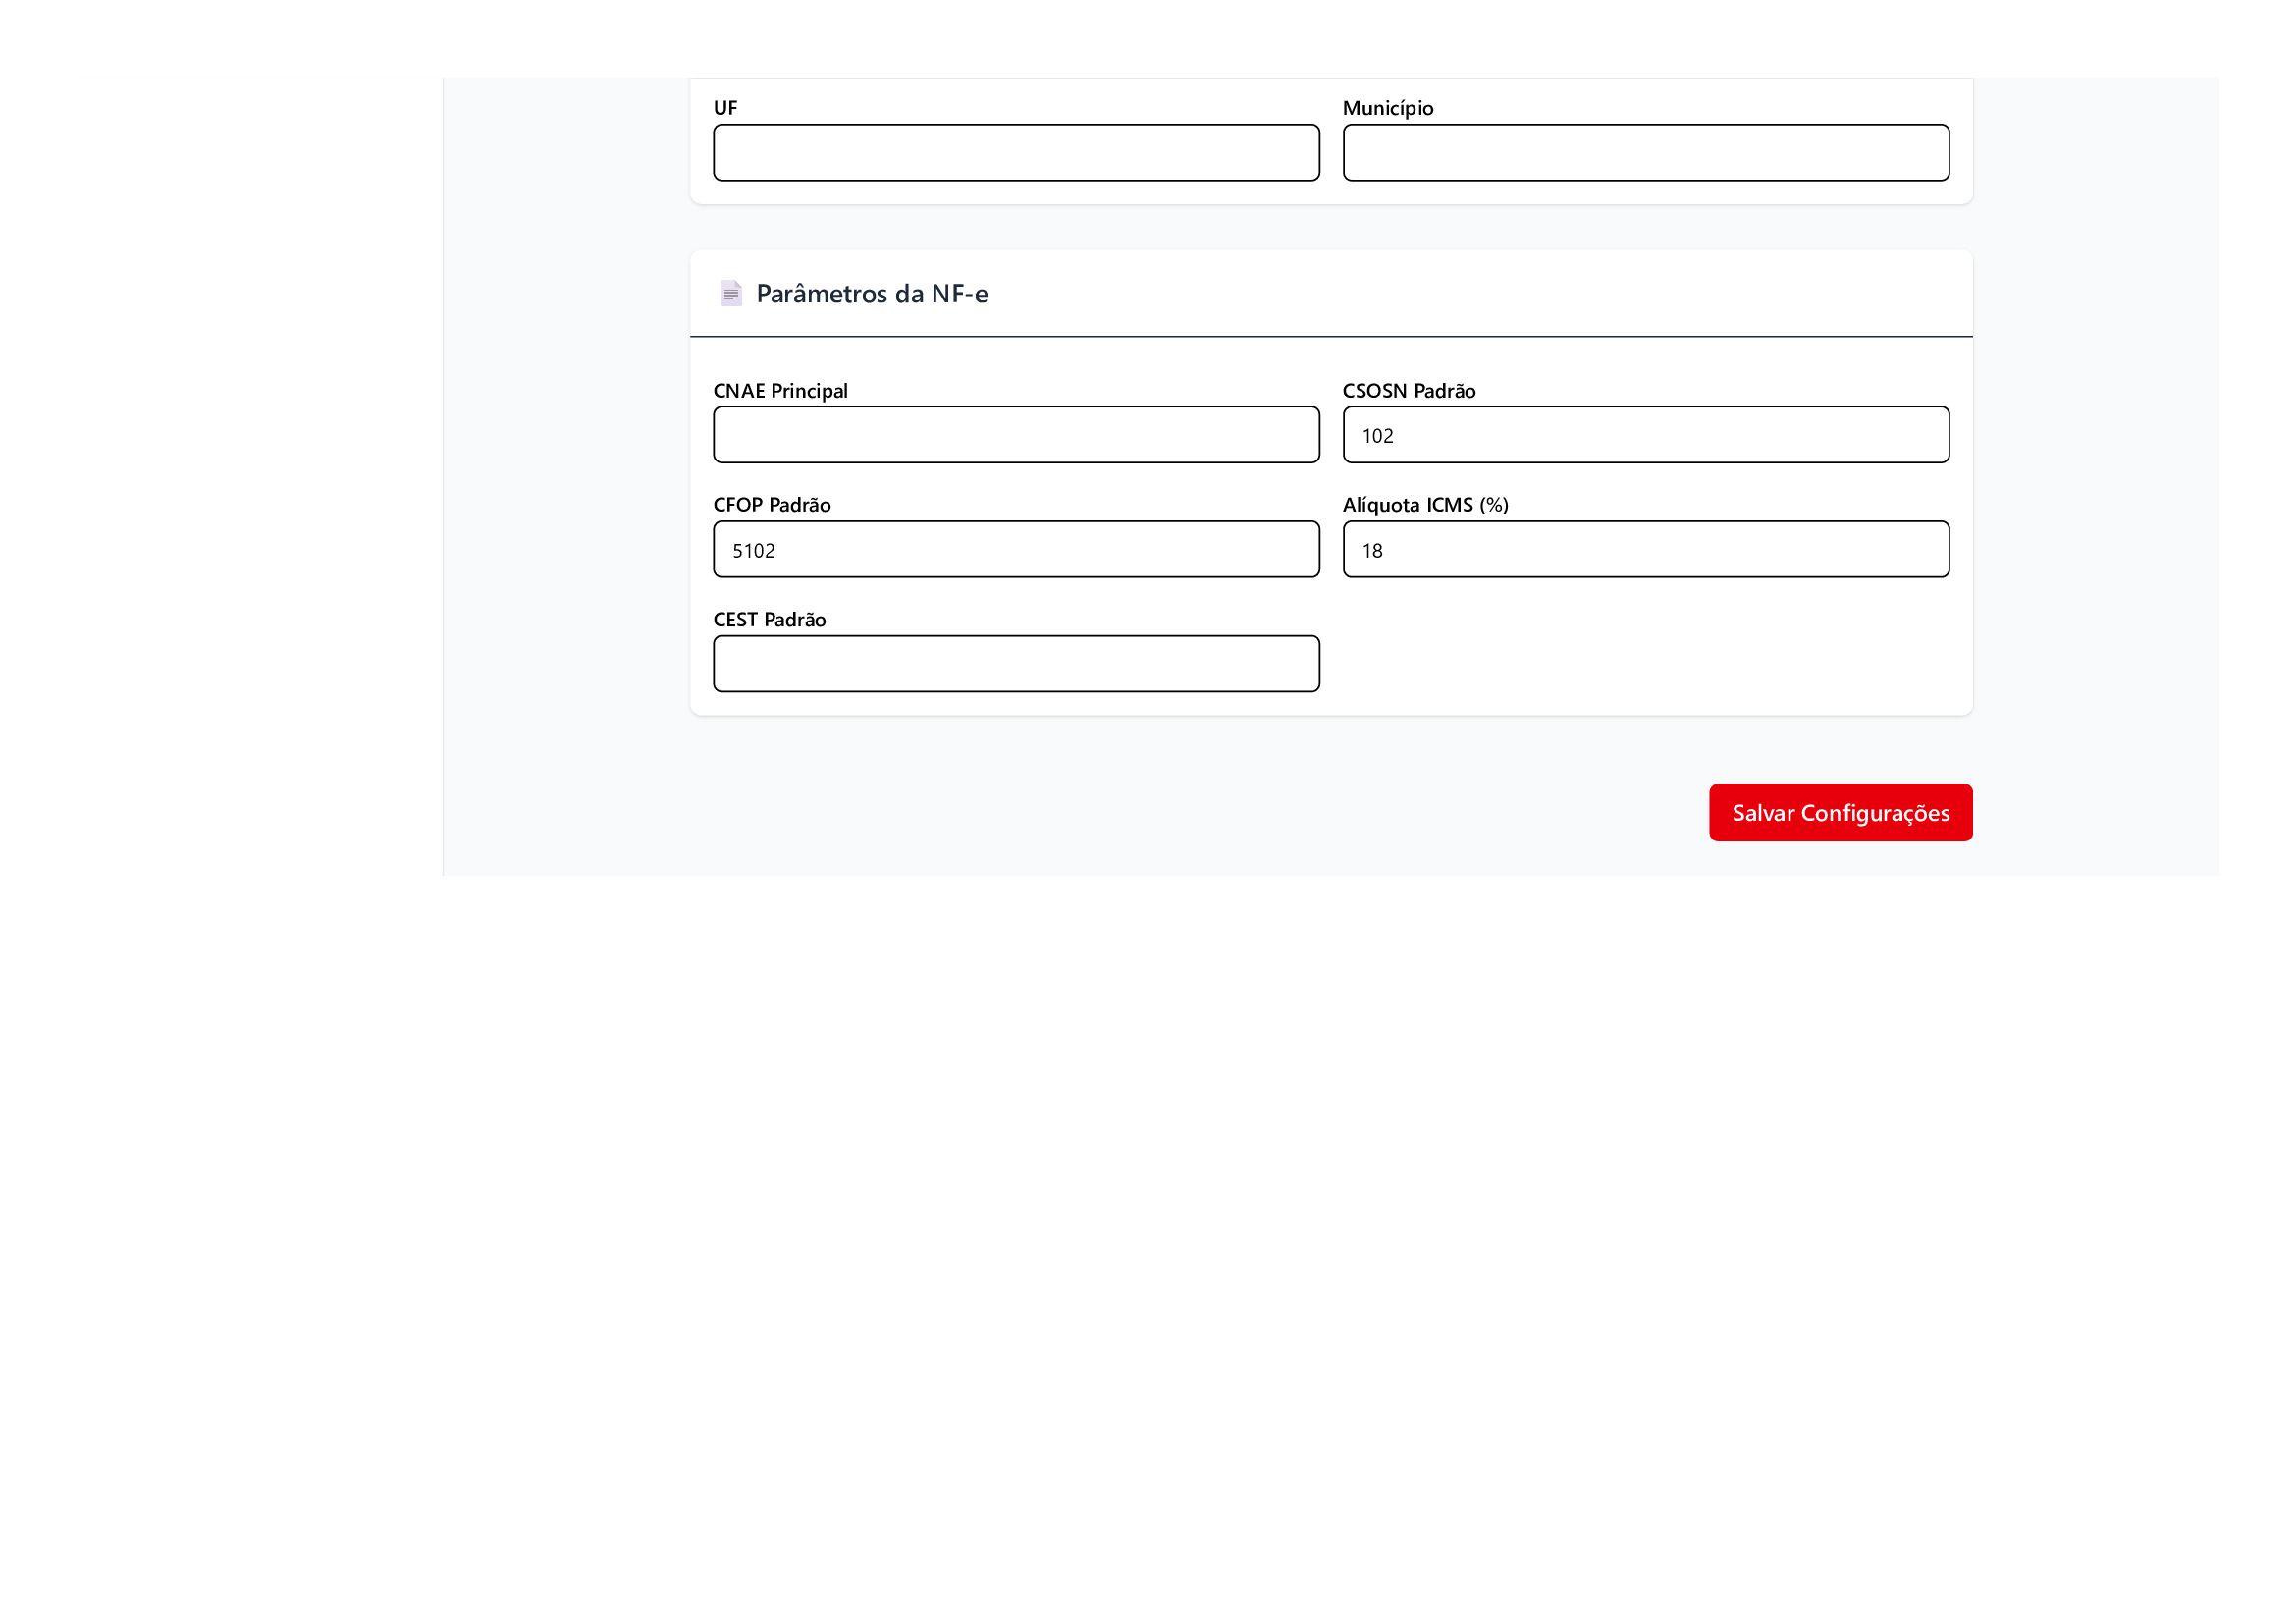 UF
Município
Parâmetros da NF-e
CNAE Principal
CSOSN Padrão
102
CFOP Padrão
Alíquota ICMS (%)
5102
18
CEST Padrão
Salvar Configurações